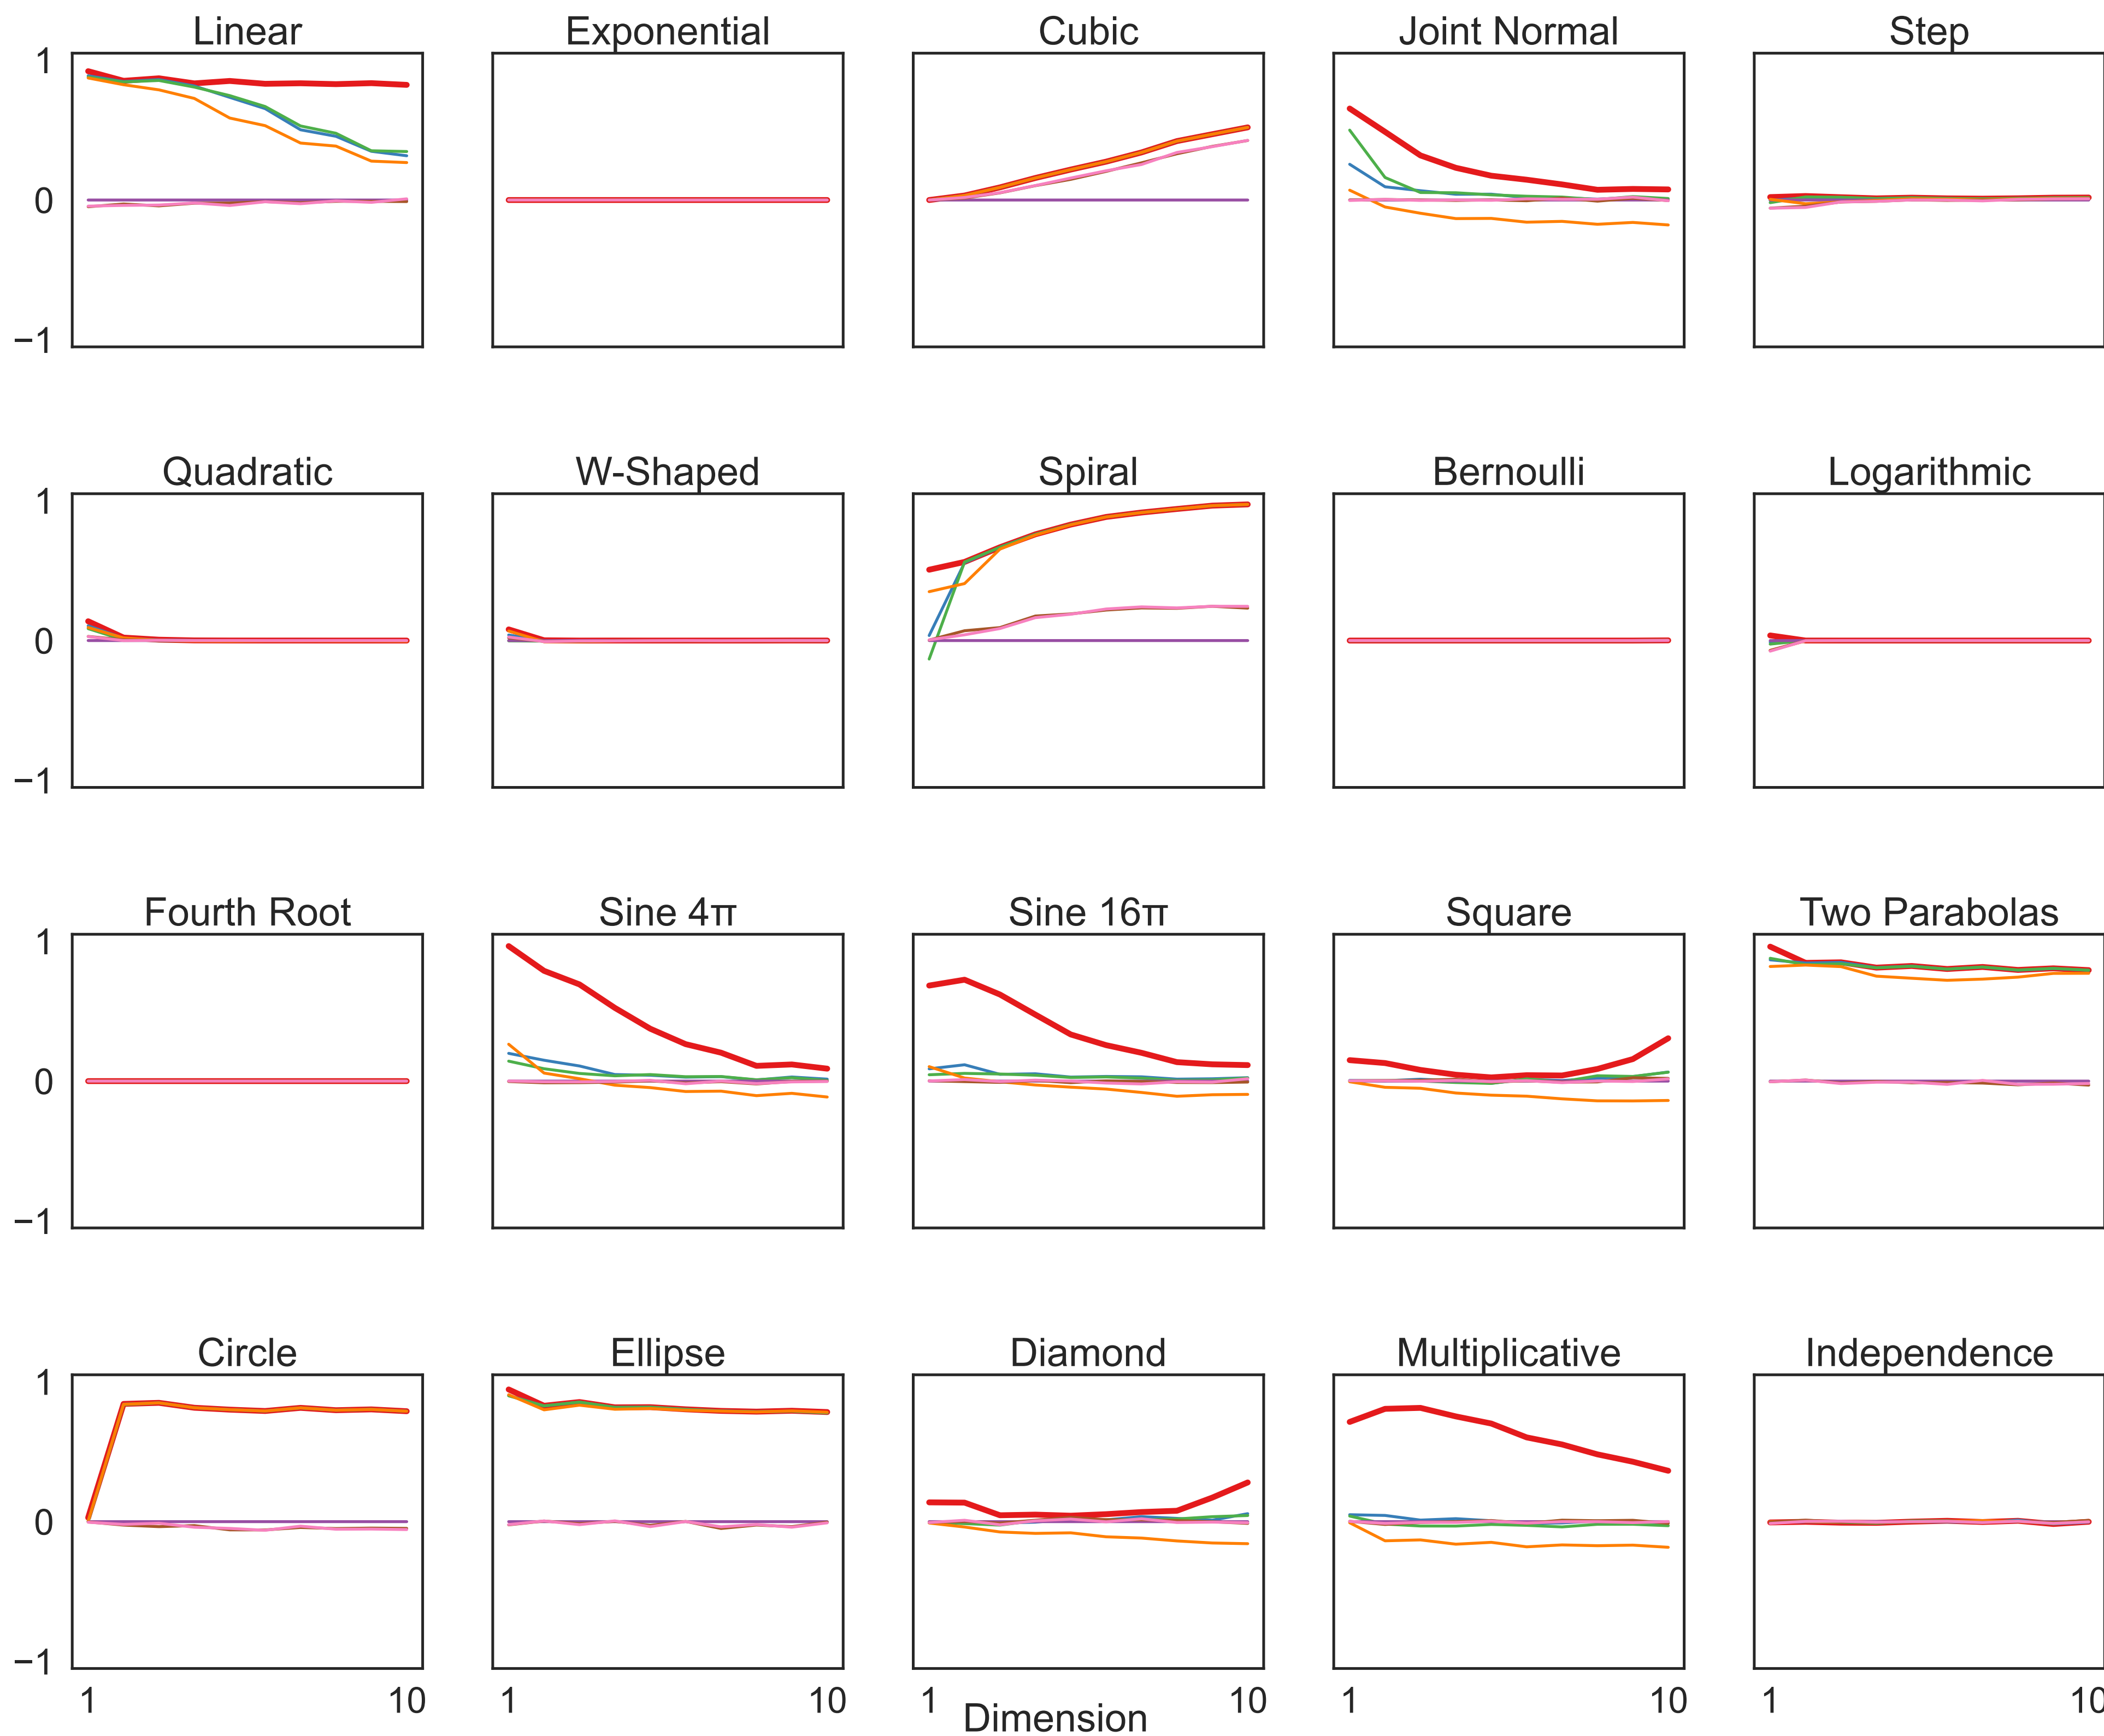 Linear Exponential Cubic Joint Normal Step
1
0
−1
Quadratic W-Shaped Spiral Bernoulli Logarithmic
1
0
−1
Fourth Root Sine 4π Sine 16π Square Two Parabolas
1
0
−1
Circle Ellipse Diamond Multiplicative Independence
1
0
−1
1 10 1 10 1 10 1 10 1 10
Dimension